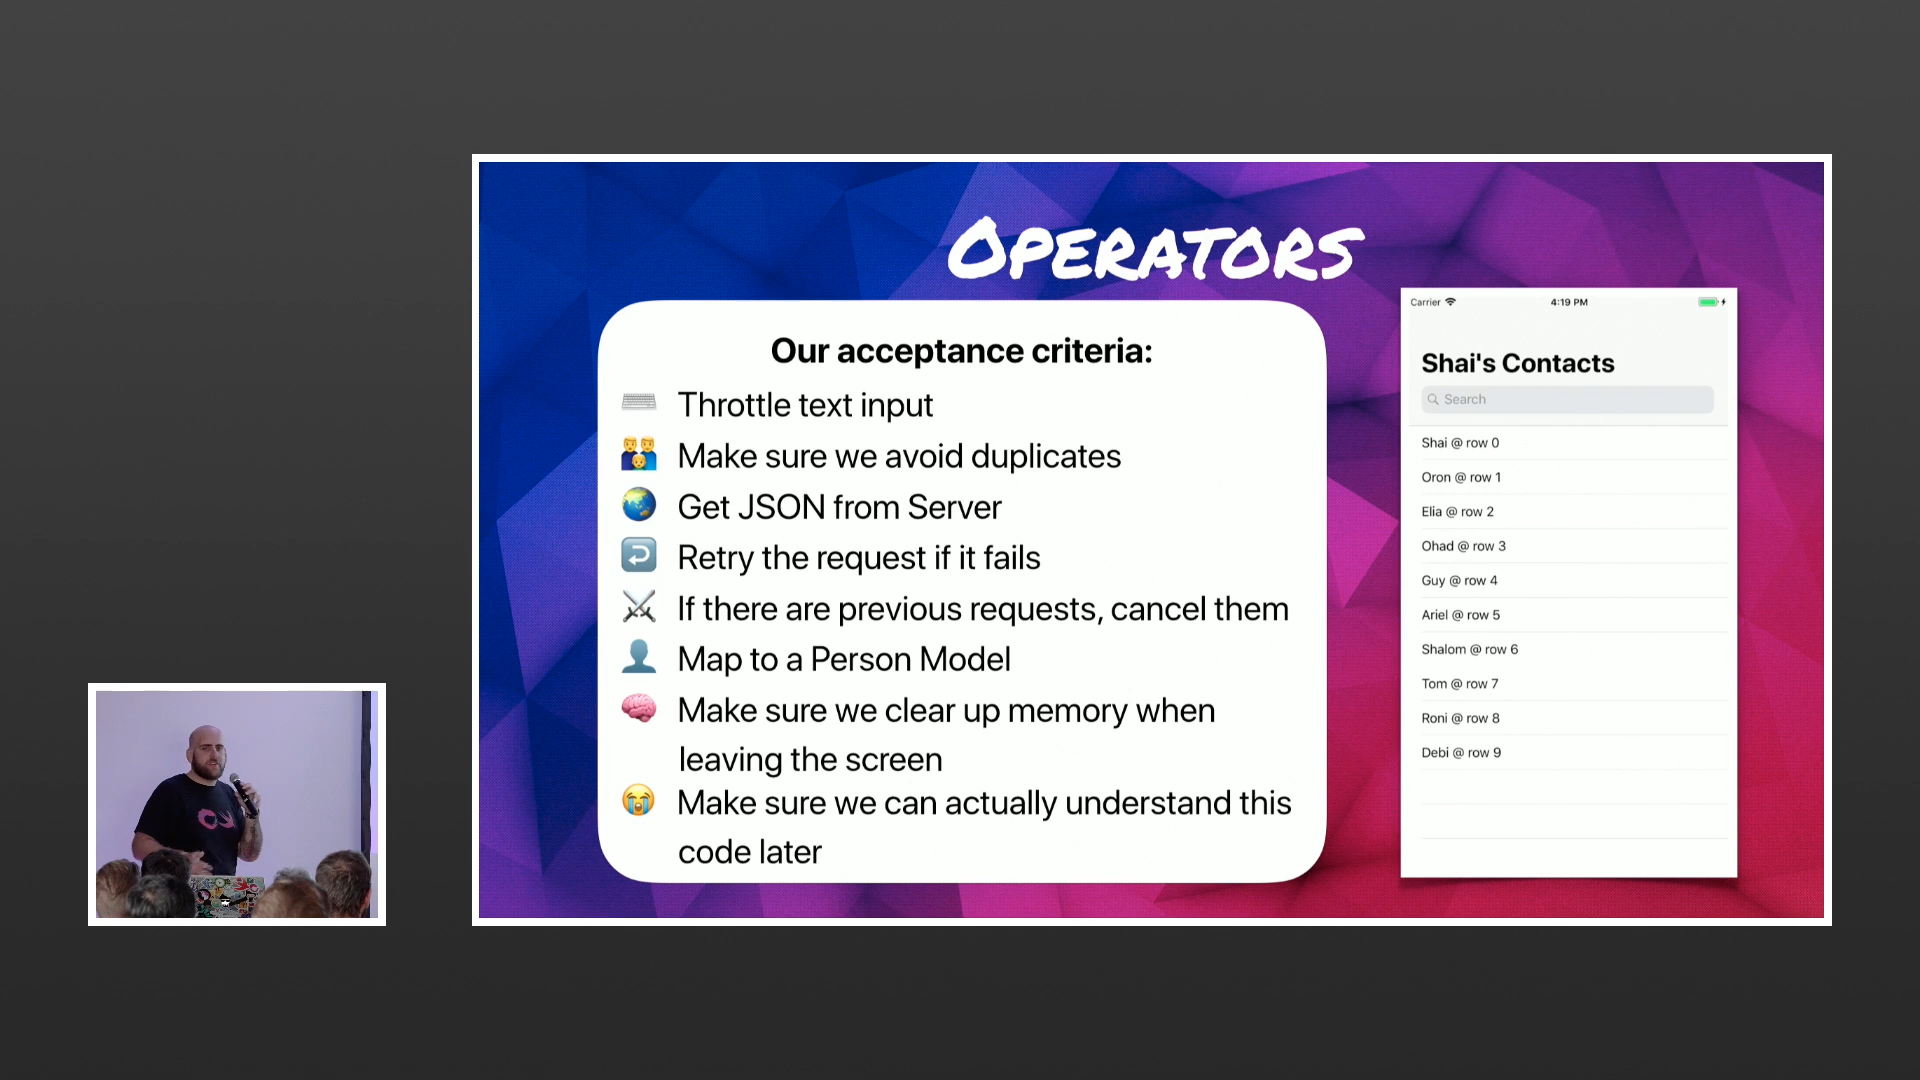 OPERATORS
Our acceptance criteria:
Throttle text input
Make sure we avoid duplicates
Get JSON from Server
Retry the request if it fails
If there are previous requests, cancel them
Map to a Person Model
Make sure we clear up memory when
leaving the screen
Make sure we can actually understand this
code later
Carrier 4:19 PM
Shai's Contacts
Search
Shai @ row 0
Oron @ row 1
Elia @ row 2
Ohad @ row 3
Guy @ row 4
Ariel @ row 5
Shalom @ row 6
Tom @ row 7
Roni @ row 8
Debi @ row 9